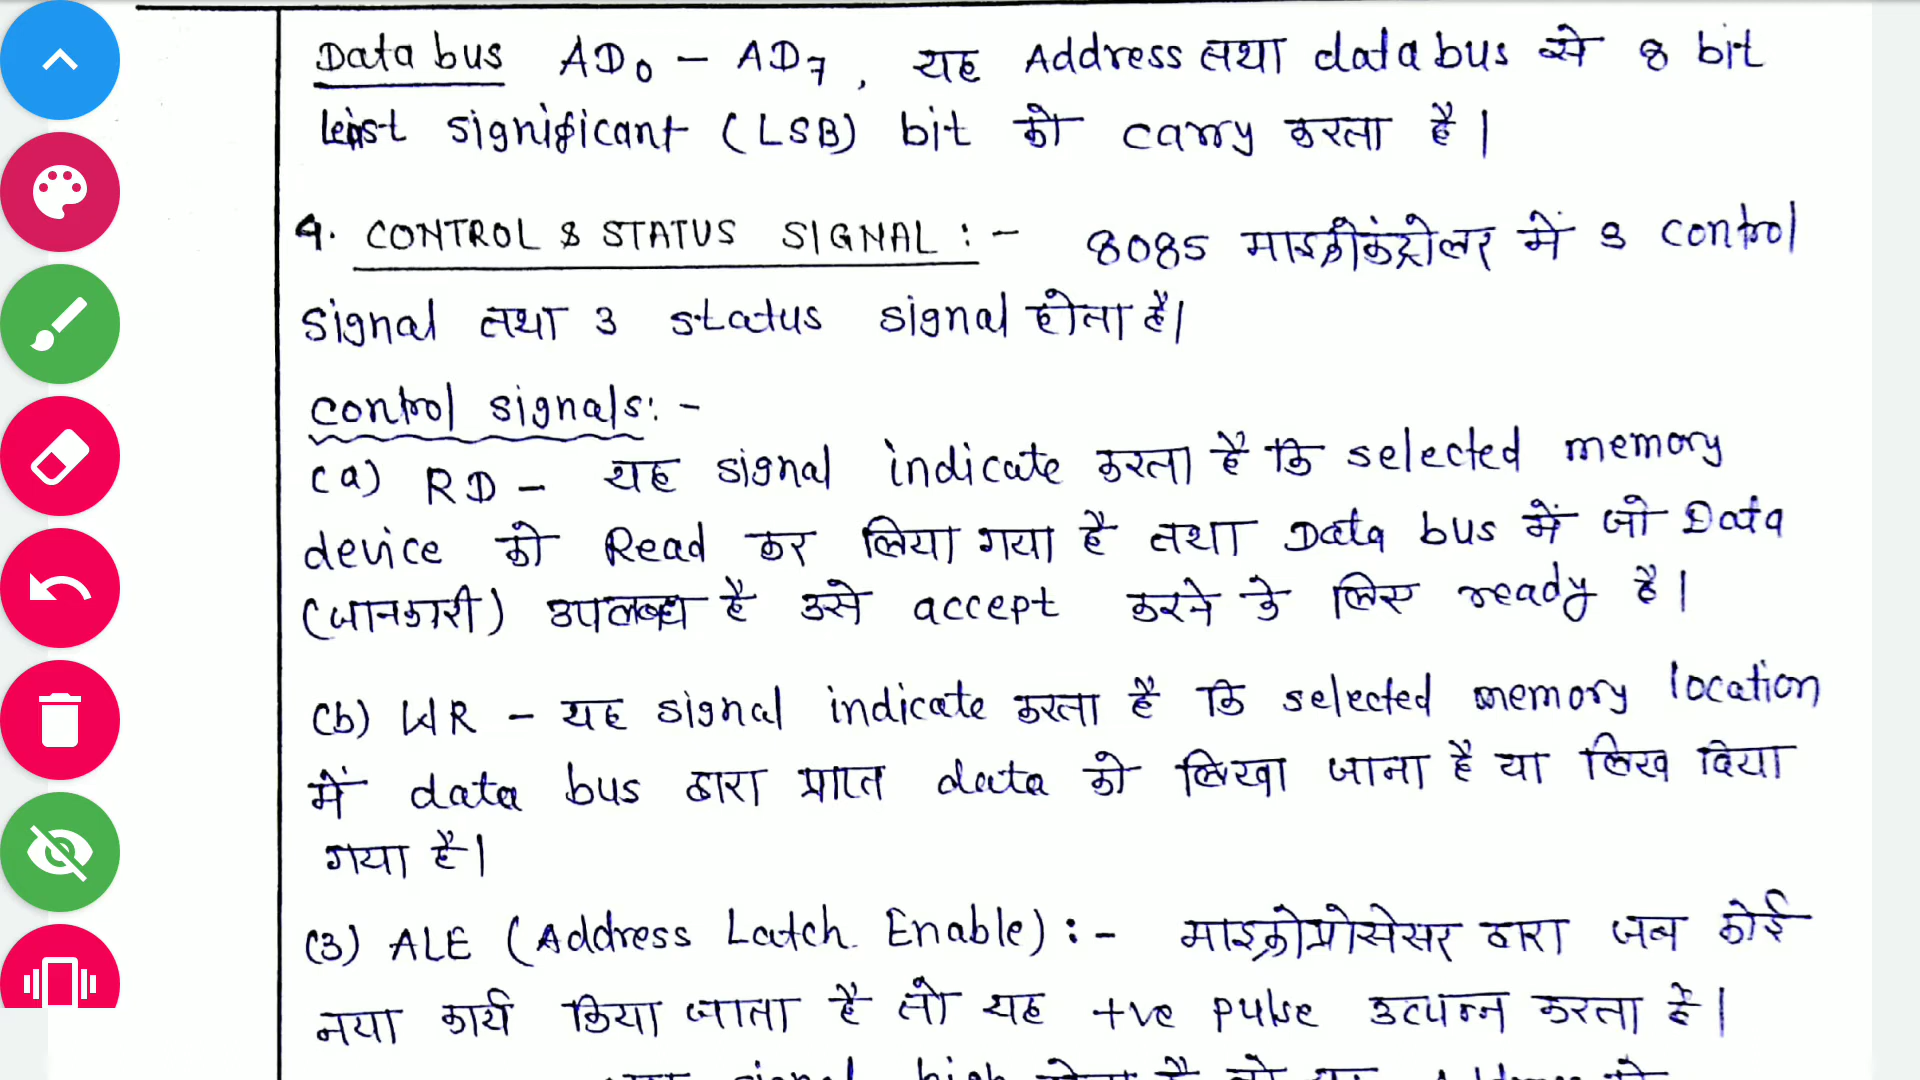 Data bus AD0 - AD7, यह Address तथा data bus से 8 bit
least significant (LSB) bit को carry करता है।
4. CONTROL & STATUS SIGNAL :- 8085 माइक्रोकंट्रोलर में 3 control
signal तथा 3 status signal होता है।
control signals: -
(a) RD - यह signal indicate करता है कि selected memory
device को Read कर लिया गया है तथा Data bus में जो Data
(जानकारी) उपलब्ध है उसे accept करने के लिए ready है।
(b) WR - यह signal indicate करता है कि selected memory location
में data bus द्वारा प्राप्त data को लिखा जाना है या लिख दिया
गया है।
(3) ALE (Address Latch Enable) : - माइक्रोप्रोसेसर द्वारा जब कोई
नया कार्य किया जाता है तो यह +ve pulse उत्पन्न करता है।